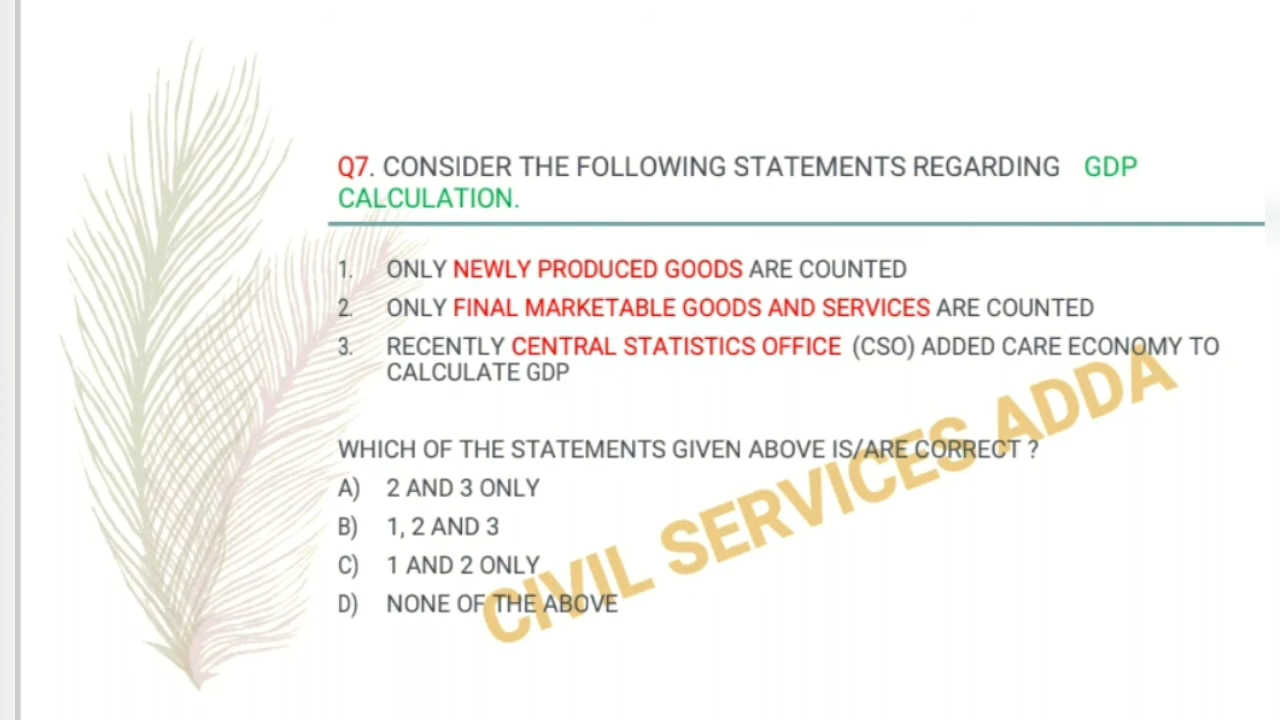 Q7. CONSIDER THE FOLLOWING STATEMENTS REGARDING GDP
CALCULATION.
1. ONLY NEWLY PRODUCED GOODS ARE COUNTED
2. ONLY FINAL MARKETABLE GOODS AND SERVICES ARE COUNTED
3. RECENTLY CENTRAL STATISTICS OFFICE (CSO) ADDED CARE ECONOMY TO
CALCULATE GDP
WHICH OF THE STATEMENTS GIVEN ABOVE IS/ARE CORRECT ?
A) 2 AND 3 ONLY
B) 1, 2 AND 3
C) 1 AND 2 ONLY
D) NONE OF THE ABOVE
CIVIL SERVICES ADDA